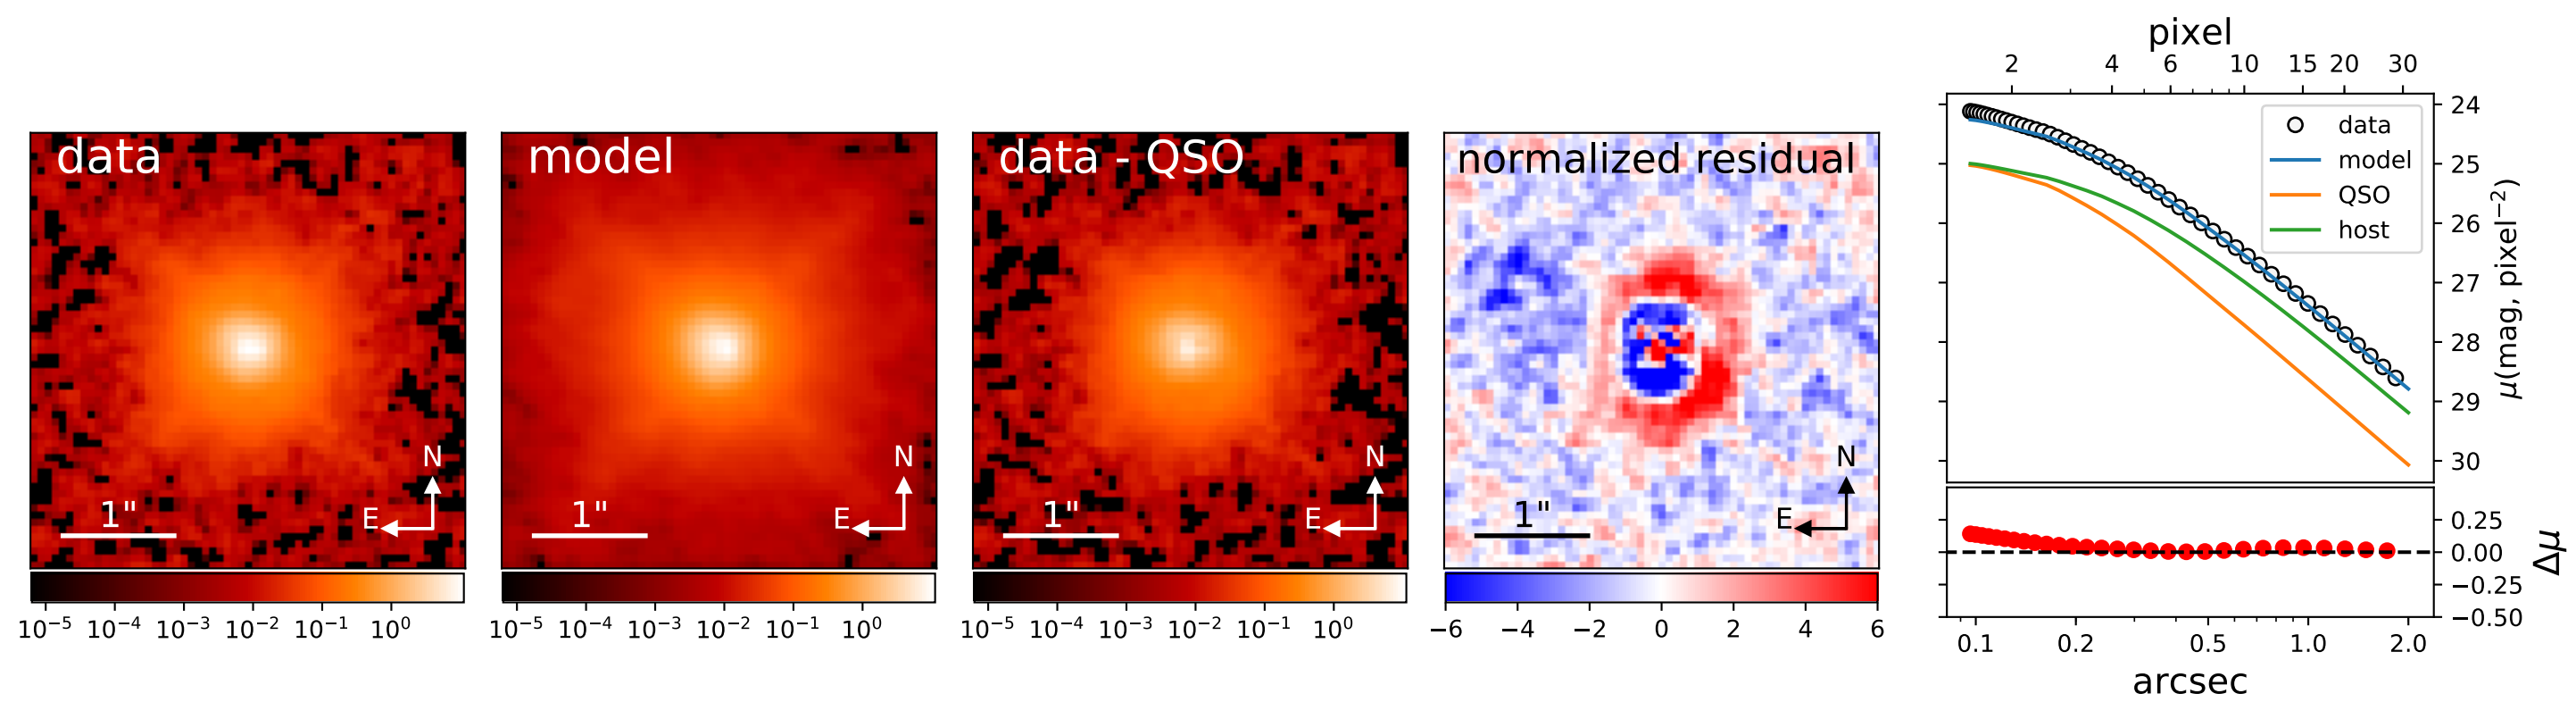 data
N
E
1"
10⁻⁵ 10⁻⁴ 10⁻³ 10⁻² 10⁻¹ 10⁰
model
N
E
1"
10⁻⁵ 10⁻⁴ 10⁻³ 10⁻² 10⁻¹ 10⁰
data - QSO
N
E
1"
10⁻⁵ 10⁻⁴ 10⁻³ 10⁻² 10⁻¹ 10⁰
normalized residual
N
E
1"
−6 −4 −2 0 2 4 6
pixel
2 4 6 10 15 20 30
data
model
QSO
host
24
25
26
27
28
29
30
μ(mag, pixel⁻²)
0.25
0.00
−0.25
−0.50
Δμ
0.1 0.2 0.5 1.0 2.0
arcsec